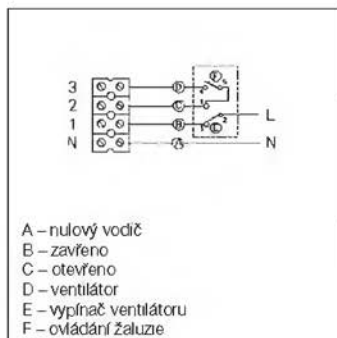 3 D F
2 C
1 B E L
N A N
A – nulový vodič
B – zavřeno
C – otevřeno
D – ventilátor
E – vypínač ventilátoru
F – ovládání žaluzie